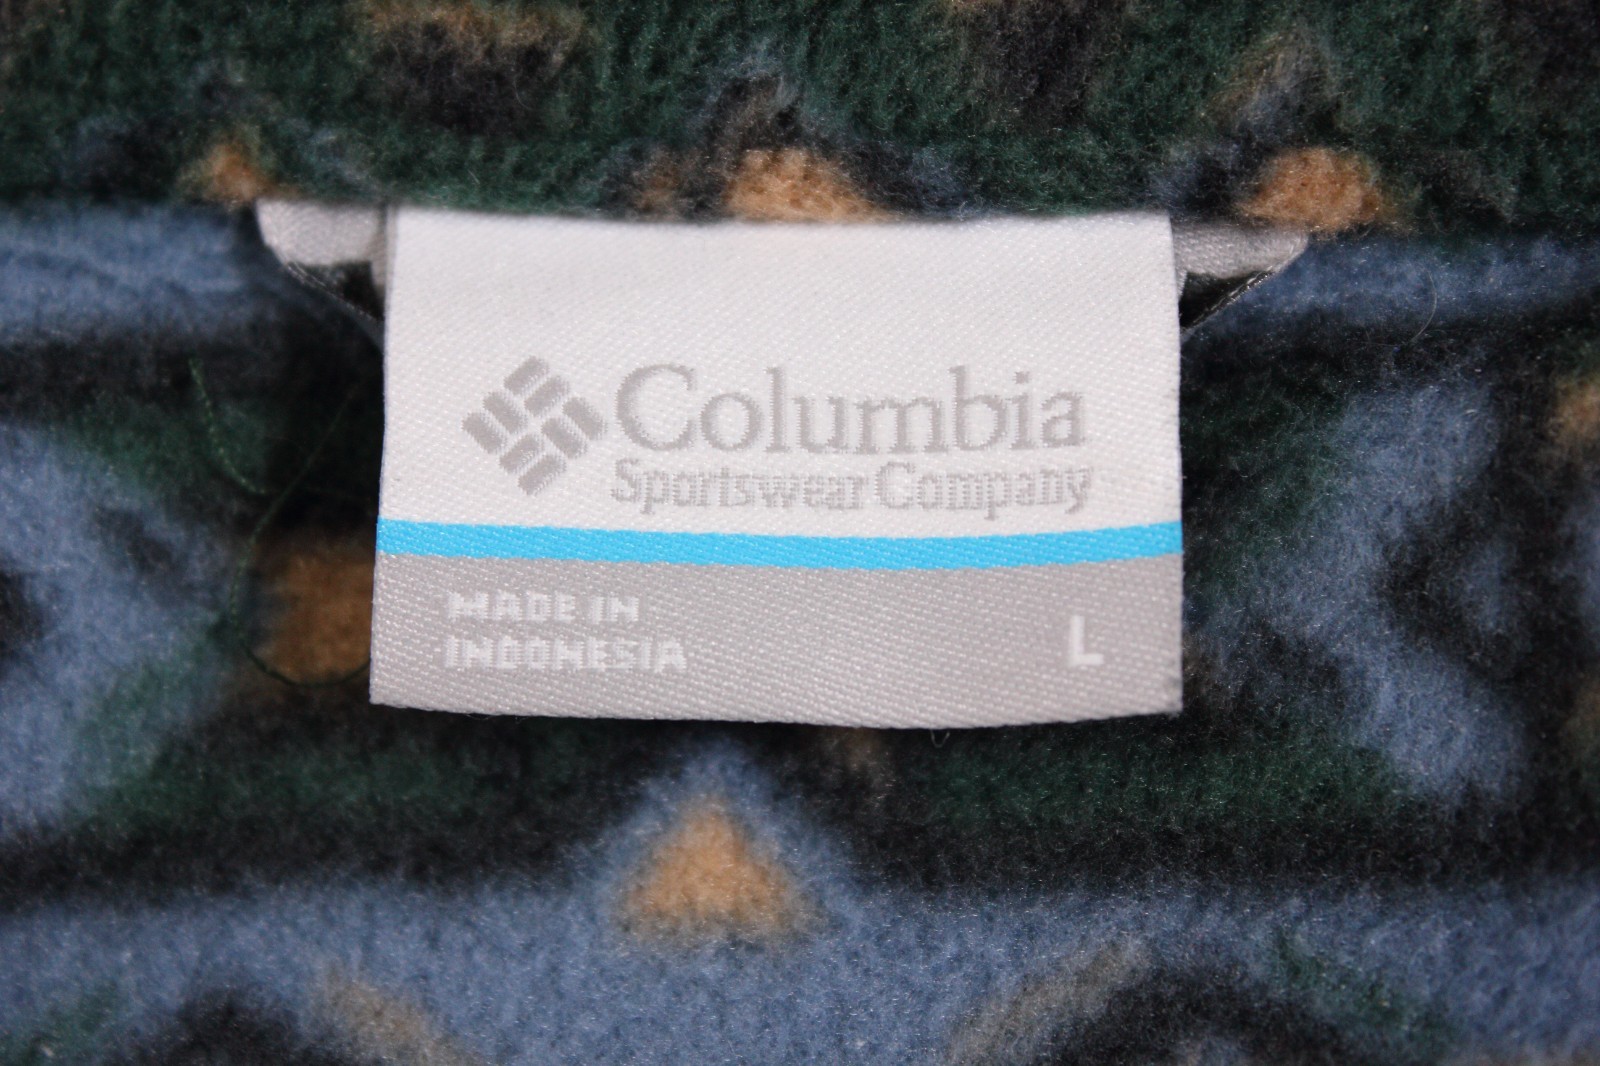 Columbia
Sportswear Company
MADE IN
INDONESIA
L